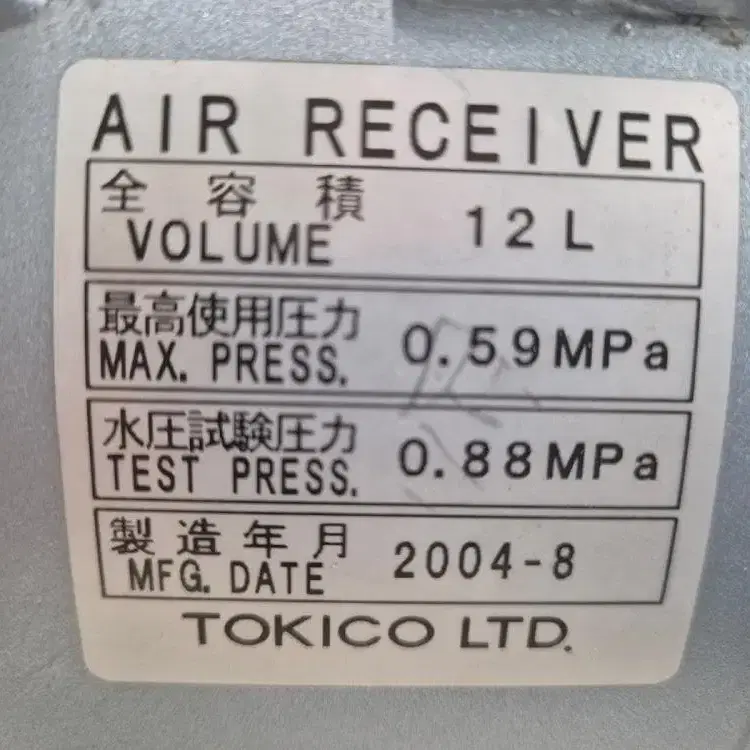 AIR RECEIVER
全容積
VOLUME
12L
最高使用圧力
MAX. PRESS.
0.59MPa
水圧試験圧力
TEST PRESS.
0.88MPa
製造年月
MFG. DATE
2004-8
TOKICO LTD.